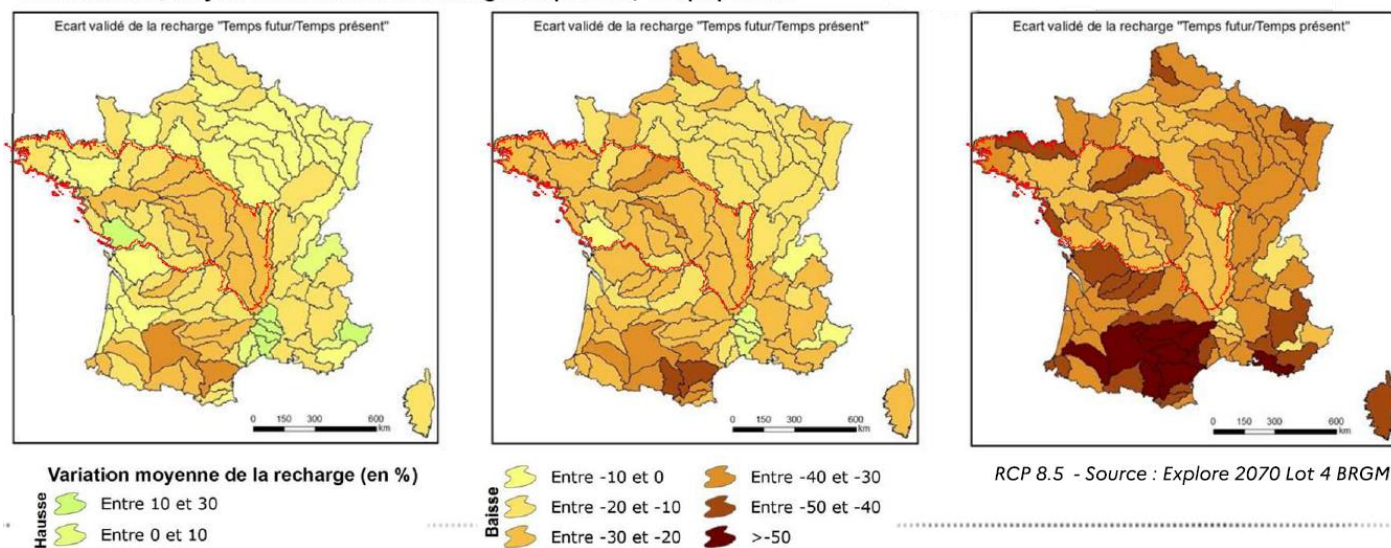 Ecart validé de la recharge "Temps futur/Temps présent"
0 150 300 600
km
Ecart validé de la recharge "Temps futur/Temps présent"
0 150 300 600
km
Ecart validé de la recharge "Temps futur/Temps présent"
0 150 300 600
km
Variation moyenne de la recharge (en %)
Hausse
Entre 10 et 30
Entre 0 et 10
Baisse
Entre -10 et 0
Entre -20 et -10
Entre -30 et -20
Entre -40 et -30
Entre -50 et -40
>-50
RCP 8.5 - Source : Explore 2070 Lot 4 BRGM